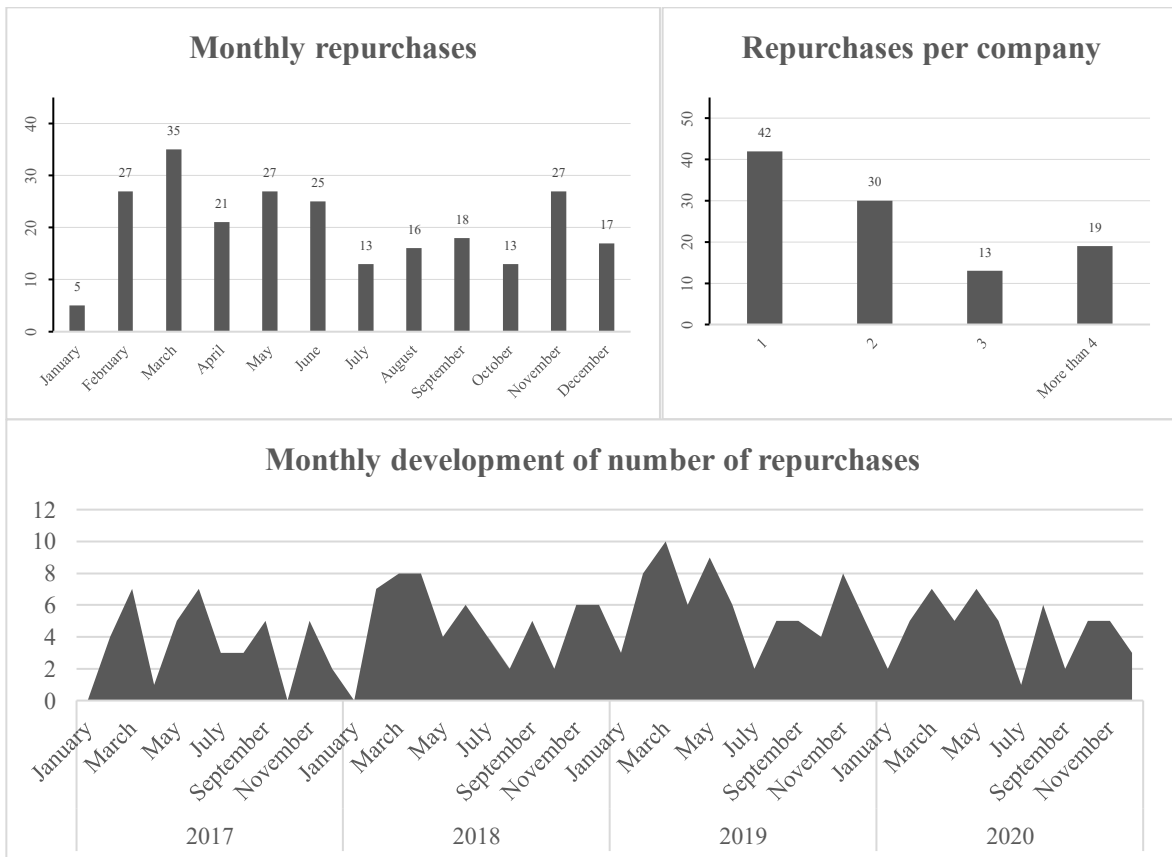 Monthly repurchases
40
30
20
10
0
5
27
35
21
27
25
13
16
18
13
27
17
January
February
March
April
May
June
July
August
September
October
November
December
Repurchases per company
50
40
30
20
10
0
42
30
13
19
1
2
3
More than 4
Monthly development of number of repurchases
12
10
8
6
4
2
0
January
March
May
July
September
November
January
March
May
July
September
November
January
March
May
July
September
November
January
March
May
July
September
November
2017
2018
2019
2020